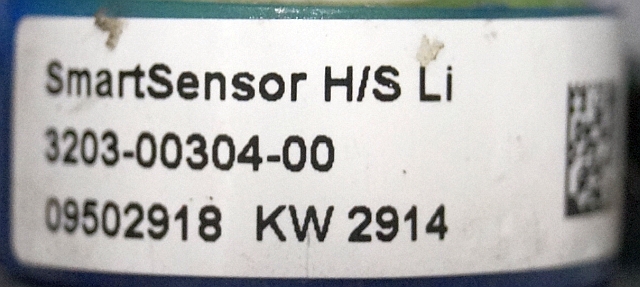 SmartSensor H/S Li
3203-00304-00
09502918 KW 2914